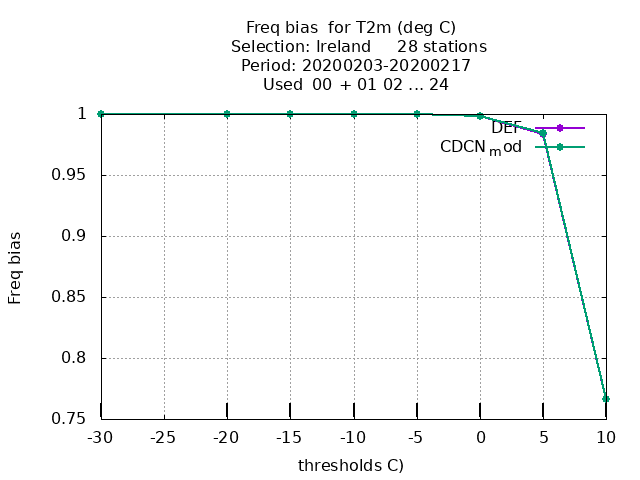 Freq bias  for T2m (deg C)
Selection: Ireland     28 stations
Period: 20200203-20200217
Used  00 + 01 02 ... 24
1
0.95
0.9
0.85
0.8
0.75
Freq bias
DEF
CDCN_mod
-30 -25 -20 -15 -10 -5 0 5 10
thresholds C)